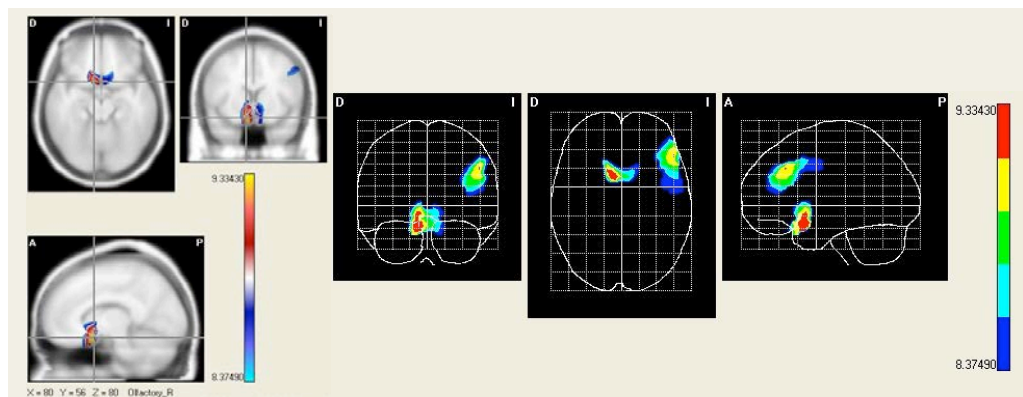 D I D I
9.33430
8.37490
A P
X = 80 Y = 56 Z = 80 Olfactory_R
D I D I A P
9.33430
8.37490